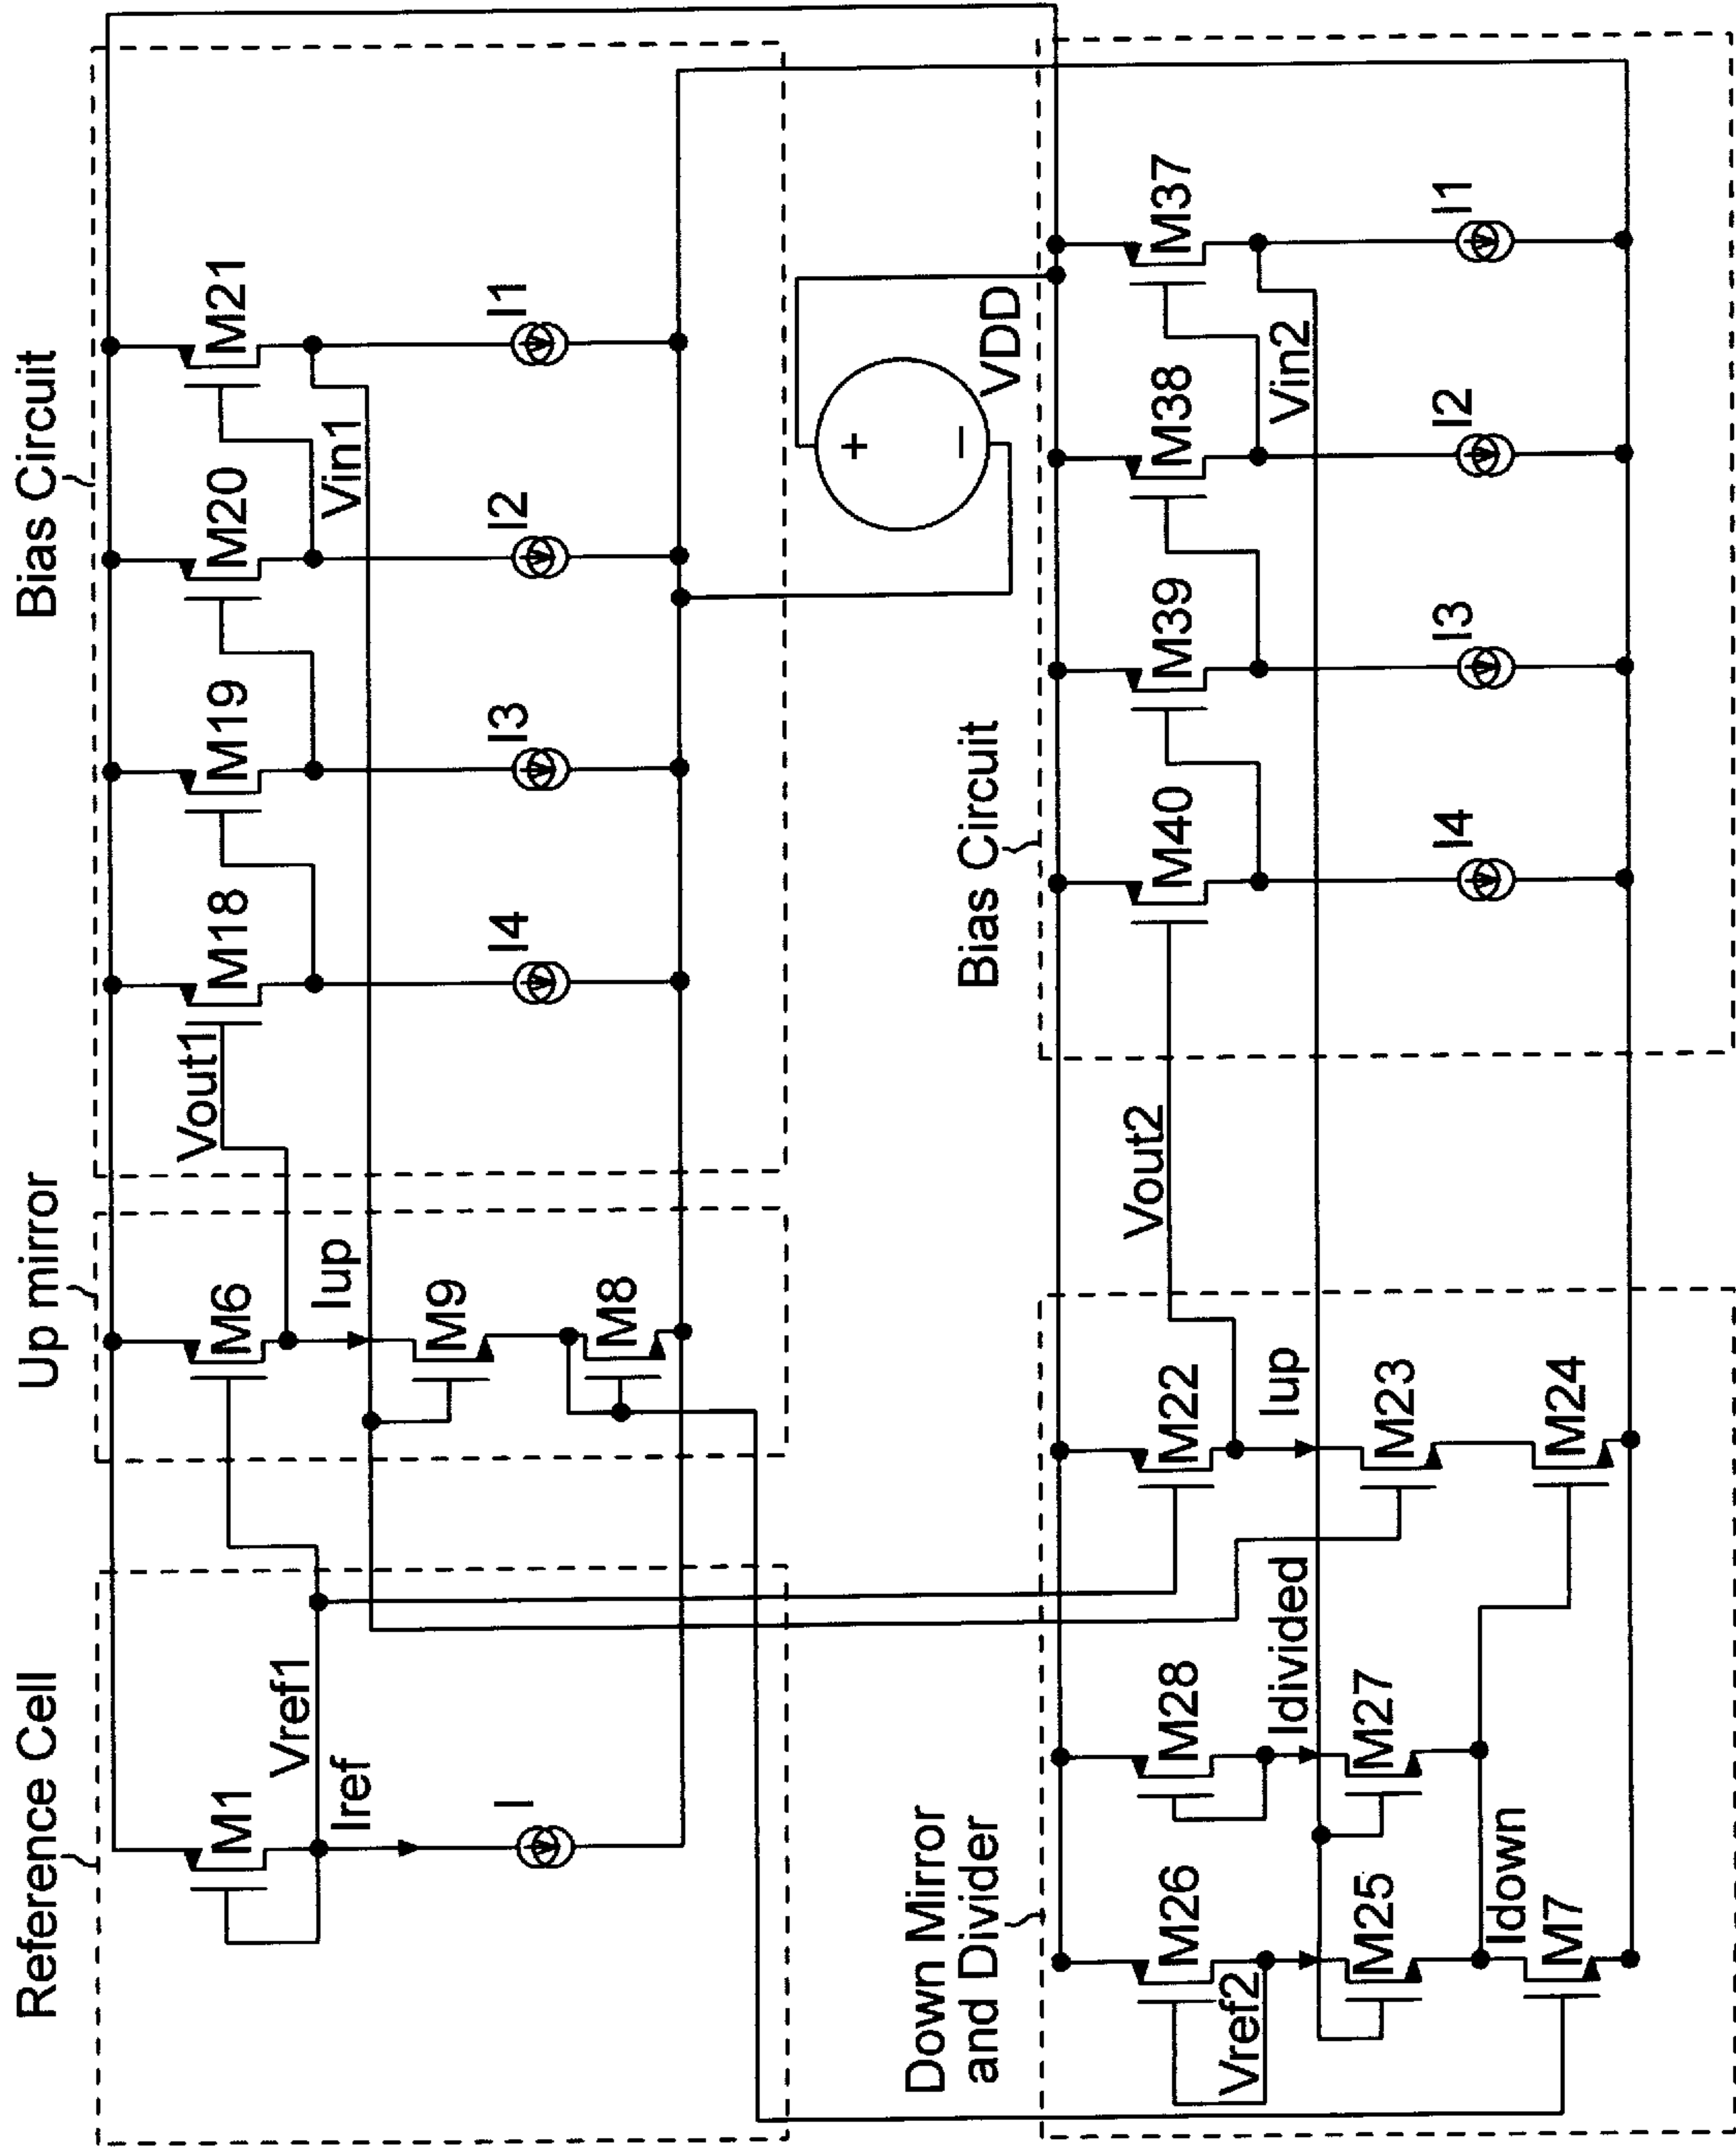 Reference Cell
Up mirror
Bias Circuit
M1
M6
M18
M19
M20
M21
Vref1
Iref
Iup
Vout1
Vin1
M9
M8
I
I4
I3
I2
I1
VDD
+
−
Down Mirror
and Divider
Bias Circuit
Vout2
M26
M28
M22
M40
M39
M38
M37
Vref2
Idivided
Iup
Vin2
M25
M27
M23
Idown
M7
M24
I4
I3
I2
I1